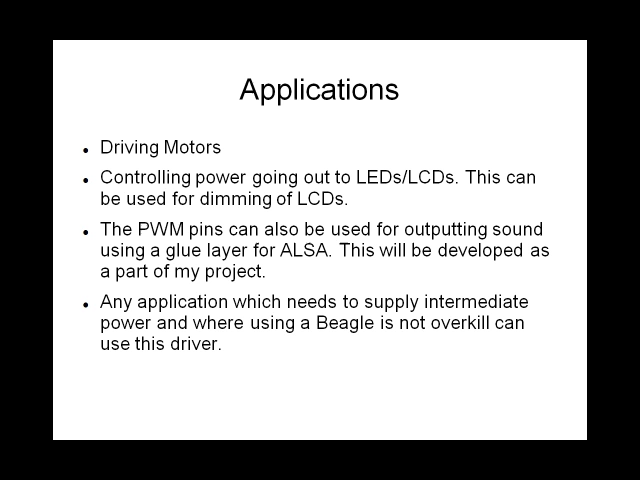 Applications
• Driving Motors
• Controlling power going out to LEDs/LCDs. This can
be used for dimming of LCDs.
• The PWM pins can also be used for outputting sound
using a glue layer for ALSA. This will be developed as
a part of my project.
• Any application which needs to supply intermediate
power and where using a Beagle is not overkill can
use this driver.